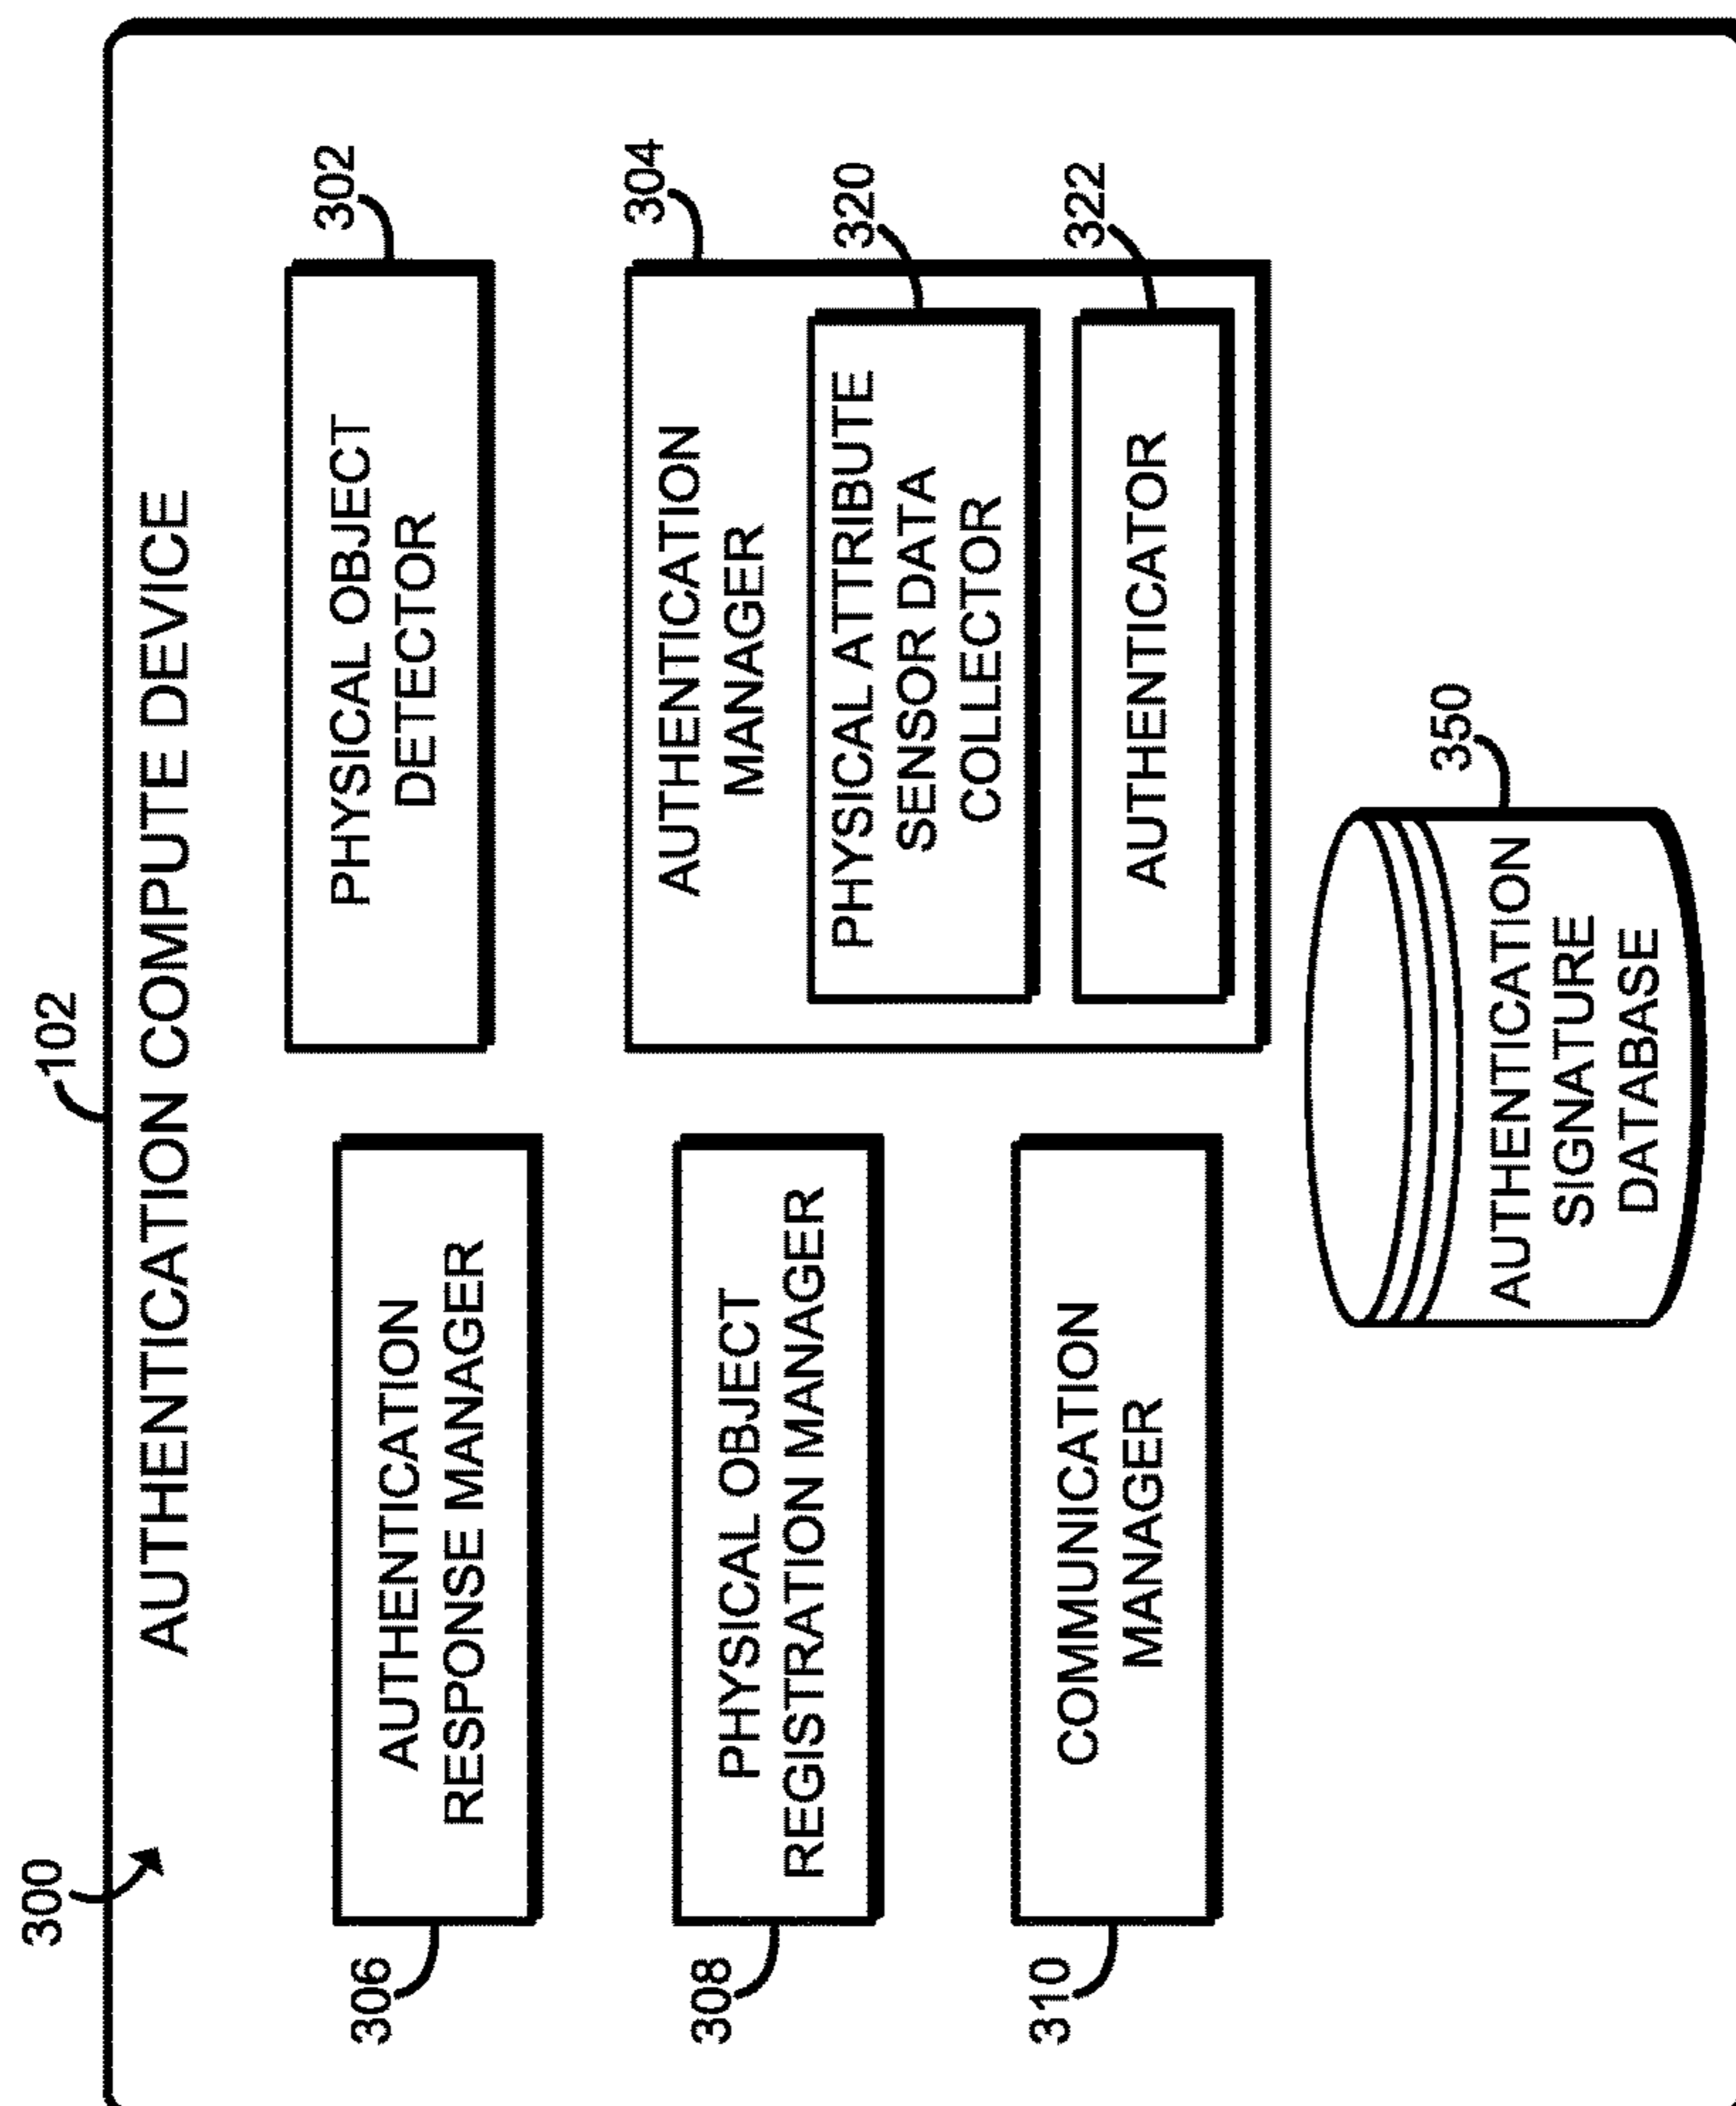 300
102
AUTHENTICATION COMPUTE DEVICE
306
AUTHENTICATION
RESPONSE MANAGER
302
PHYSICAL OBJECT
DETECTOR
308
PHYSICAL OBJECT
REGISTRATION MANAGER
304
AUTHENTICATION
MANAGER
320
PHYSICAL ATTRIBUTE
SENSOR DATA
COLLECTOR
322
AUTHENTICATOR
310
COMMUNICATION
MANAGER
350
AUTHENTICATION
SIGNATURE
DATABASE